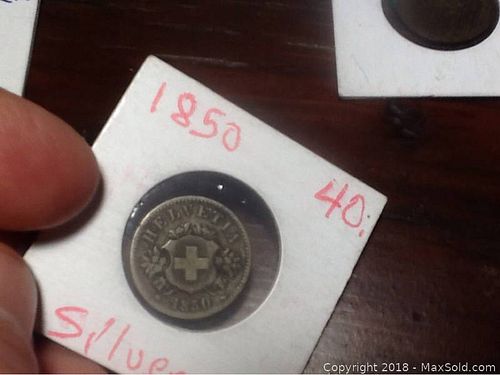 1850
40.
HELVETIA
1850
Silver
Copyright 2018 - MaxSold.com